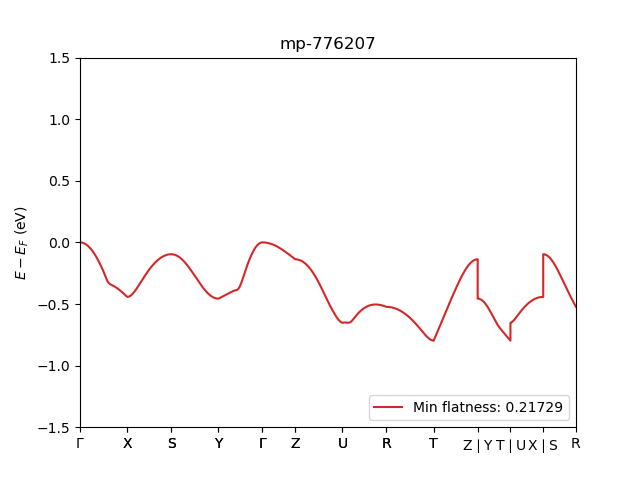 mp-776207
E − E_F (eV)
1.5
1.0
0.5
0.0
−0.5
−1.0
−1.5
Min flatness: 0.21729
Γ X S Y Γ Z U R T Z | Y T | U X | S R